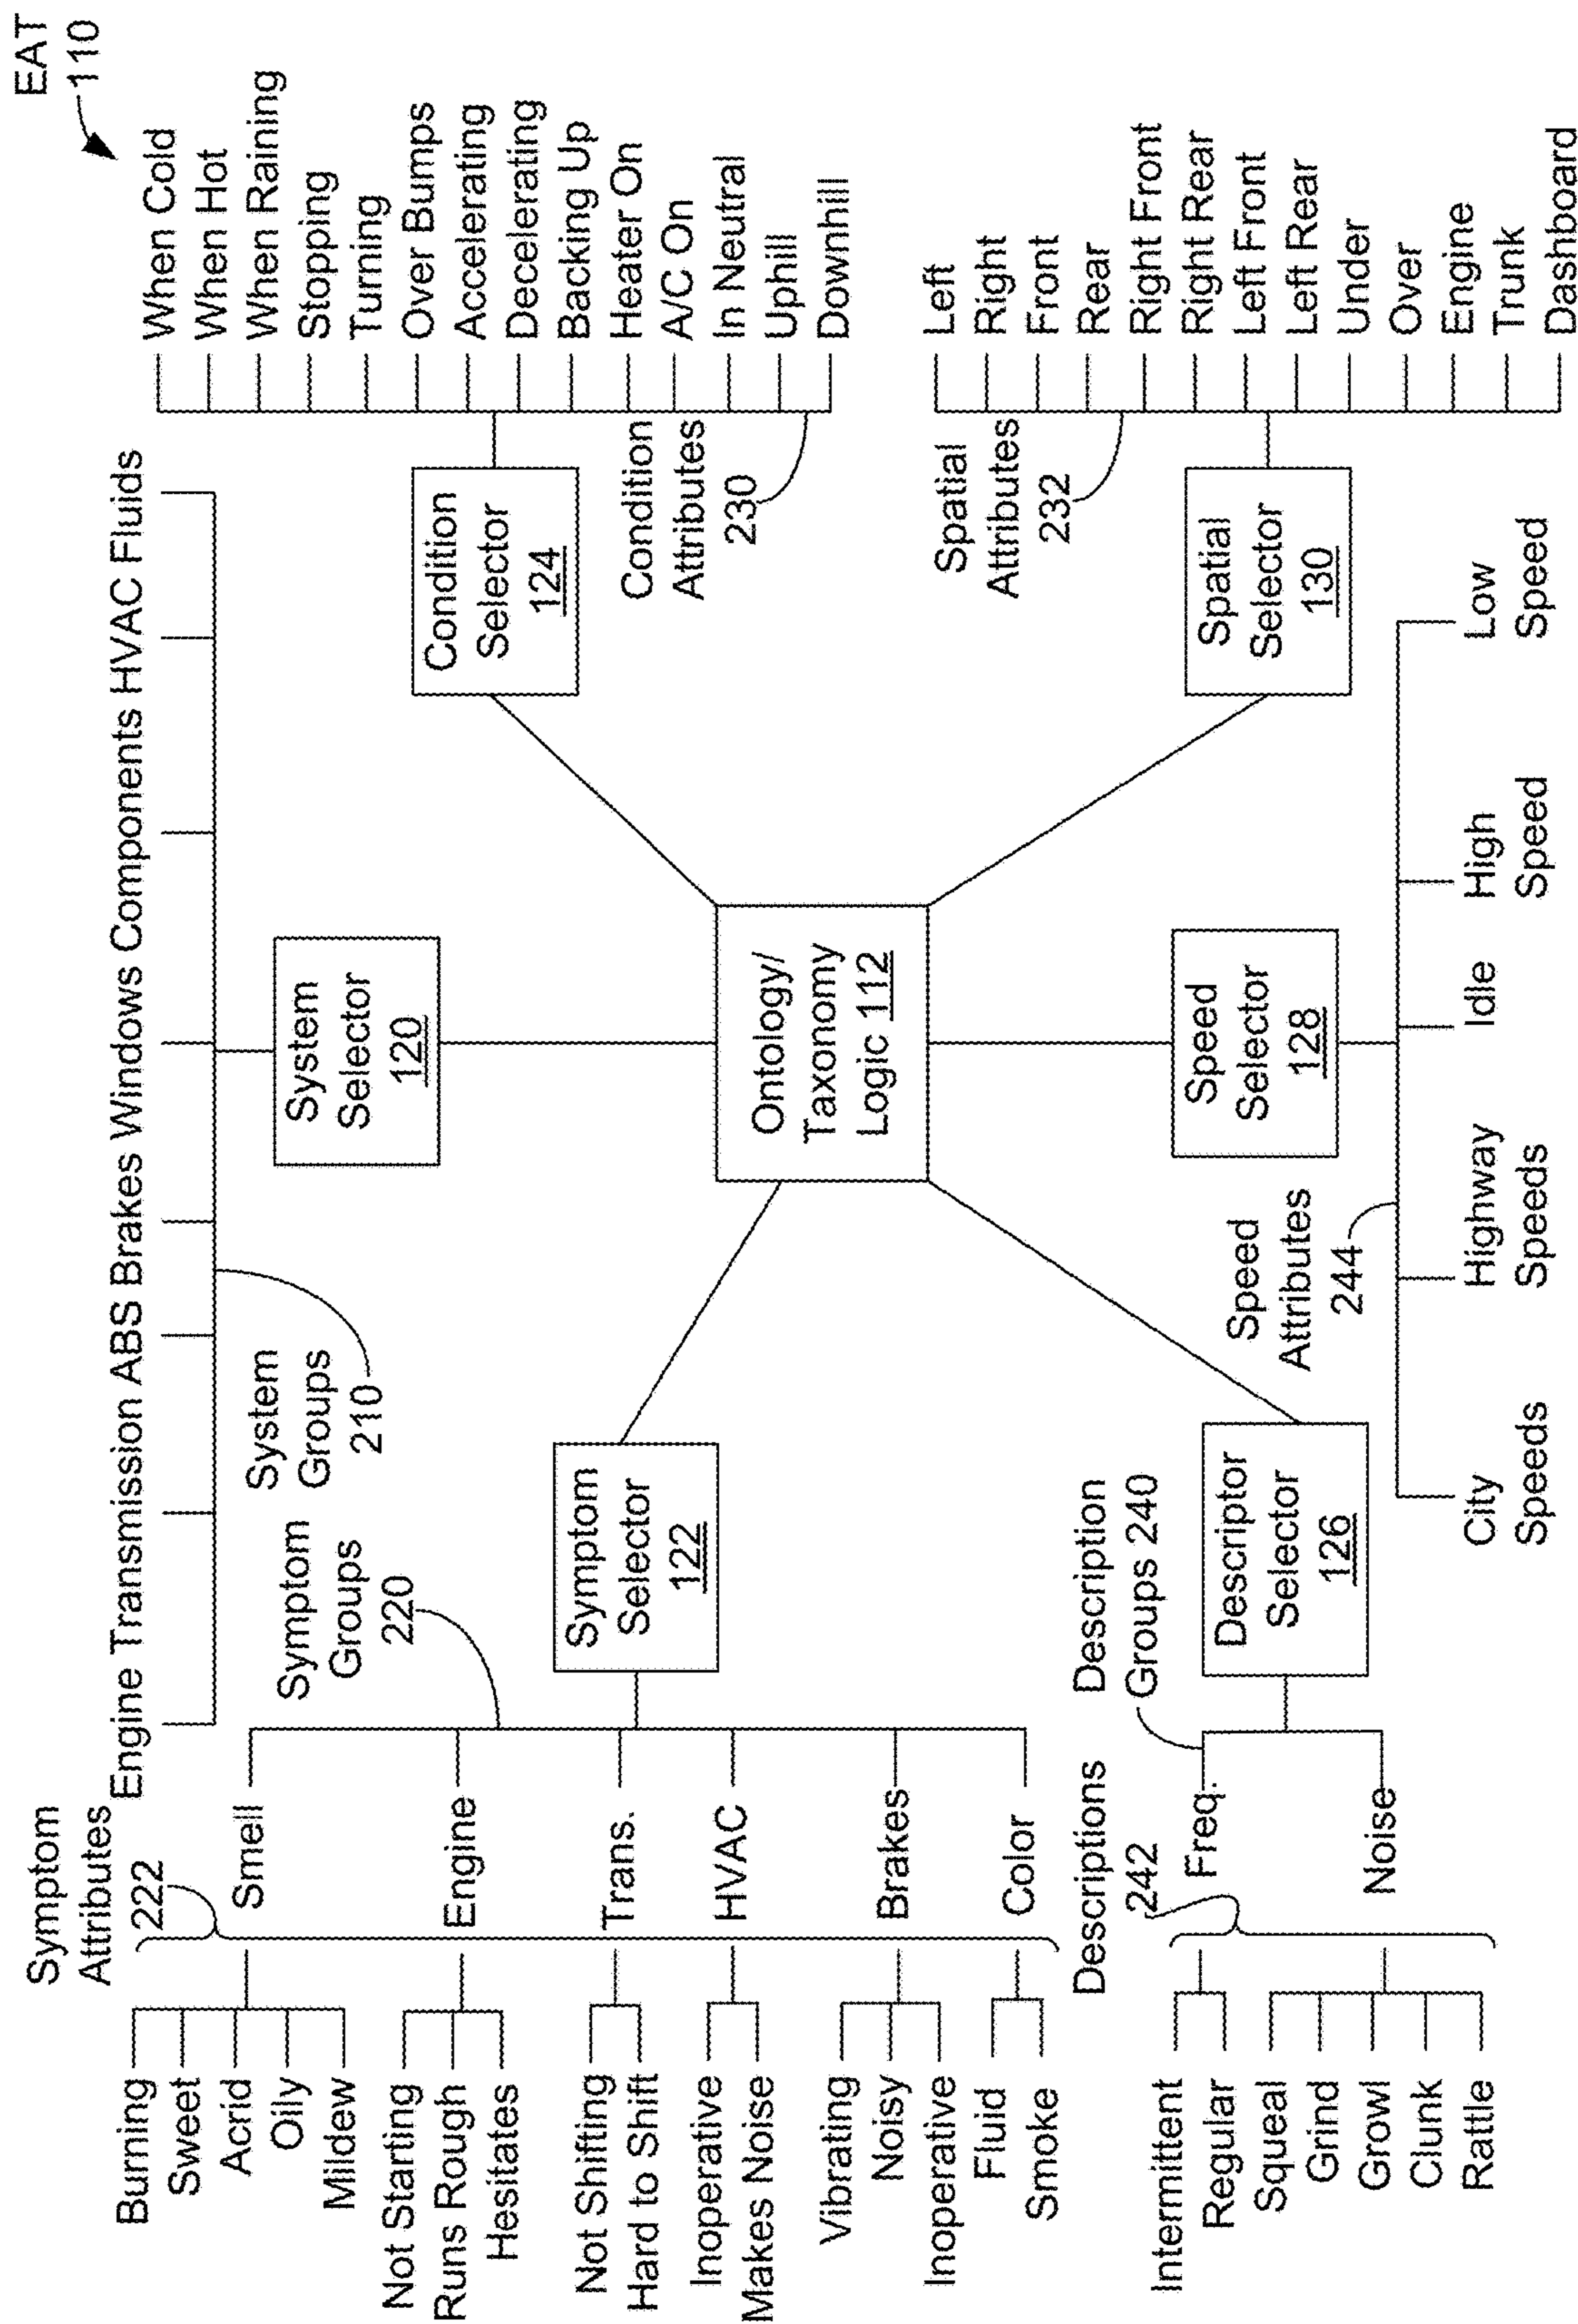 EAT
110
Engine Transmission ABS Brakes Windows Components HVAC Fluids
System
Groups
210
System
Selector
120
Symptom
Attributes
222
Burning
Sweet
Acrid
Oily
Mildew
Not Starting
Runs Rough
Hesitates
Not Shifting
Hard to Shift
Inoperative
Makes Noise
Vibrating
Noisy
Inoperative
Fluid
Smoke
Smell
Engine
Trans.
HVAC
Brakes
Color
Symptom
Groups
220
Symptom
Selector
122
Ontology/
Taxonomy
Logic 112
Condition
Selector
124
Condition
Attributes
230
When Cold
When Hot
When Raining
Stopping
Turning
Over Bumps
Accelerating
Decelerating
Backing Up
Heater On
A/C On
In Neutral
Uphill
Downhill
Descriptions
242
Intermittent
Regular
Squeal
Grind
Growl
Clunk
Rattle
Freq.
Noise
Description
Groups 240
Descriptor
Selector
126
Speed
Attributes
244
Speed
Selector
128
City
Speeds
Highway
Speeds
Idle
High
Speed
Low
Speed
Spatial
Attributes
232
Spatial
Selector
130
Left
Right
Front
Rear
Right Front
Right Rear
Left Front
Left Rear
Under
Over
Engine
Trunk
Dashboard